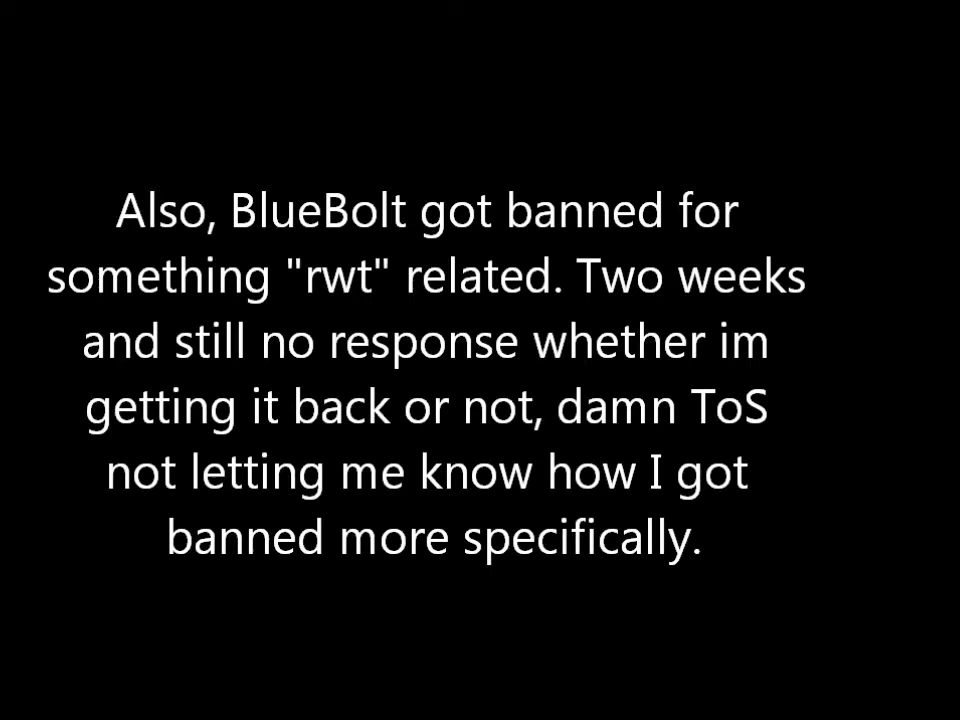 Also, BlueBolt got banned for
something "rwt" related. Two weeks
and still no response whether im
getting it back or not, damn ToS
not letting me know how I got
banned more specifically.